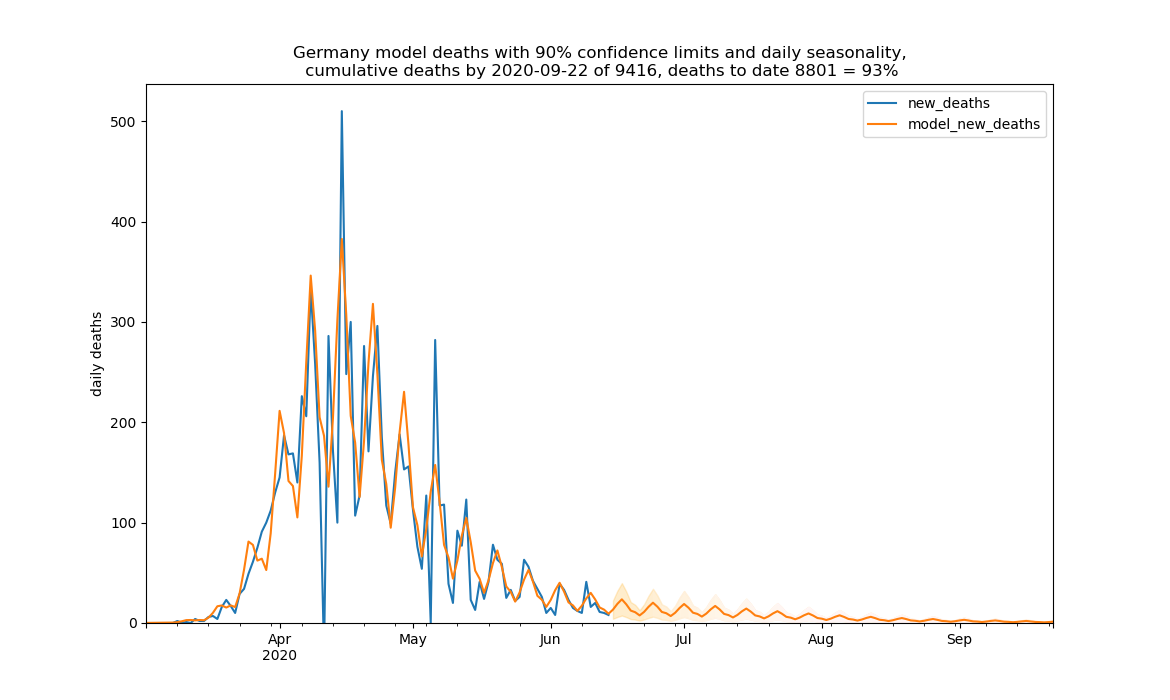 Germany model deaths with 90% confidence limits and daily seasonality,
cumulative deaths by 2020-09-22 of 9416, deaths to date 8801 = 93%
new_deaths
model_new_deaths
daily deaths
500
400
300
200
100
0
Apr
2020
May
Jun
Jul
Aug
Sep